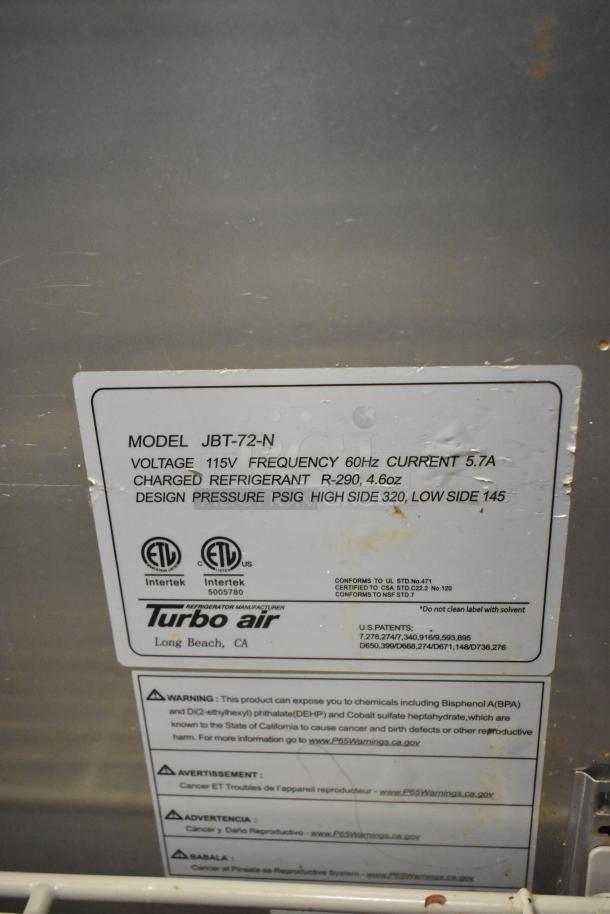 MODEL JBT-72-N
VOLTAGE 115V FREQUENCY 60Hz CURRENT 5.7A
CHARGED REFRIGERANT R-290, 4.6oz
DESIGN PRESSURE PSIG HIGH SIDE 320, LOW SIDE 145
ETL C ETL US
Intertek Intertek
5005780
CONFORMS TO UL STD.No.471
CERTIFIED TO CSA STD.C22.2 No.120
CONFORMS TO NSF STD.7
REFRIGERATOR MANUFACTURER
*Do not clean label with solvent
Turbo air
Long Beach, CA
U.S.PATENTS;
7,278,274/7,340,916/9,593,895
D650,399/D668,274/D671,148/D736,276
WARNING : This product can expose you to chemicals including Bisphenol A(BPA)
and Di(2-ethylhexyl) phthalate(DEHP) and Cobalt sulfate heptahydrate,which are
known to the State of California to cause cancer and birth defects or other reproductive
harm. For more information go to www.P65Warnings.ca.gov
AVERTISSEMENT :
Cancer ET Troubles de l'appareil reproducteur - www.P65Warnings.ca.gov
ADVERTENCIA :
Cáncer y Daño Reproductivo - www.P65Warnings.ca.gov
BABALA :
Cancer at Pinsala sa Reproductive System - www.P65Warnings.ca.gov